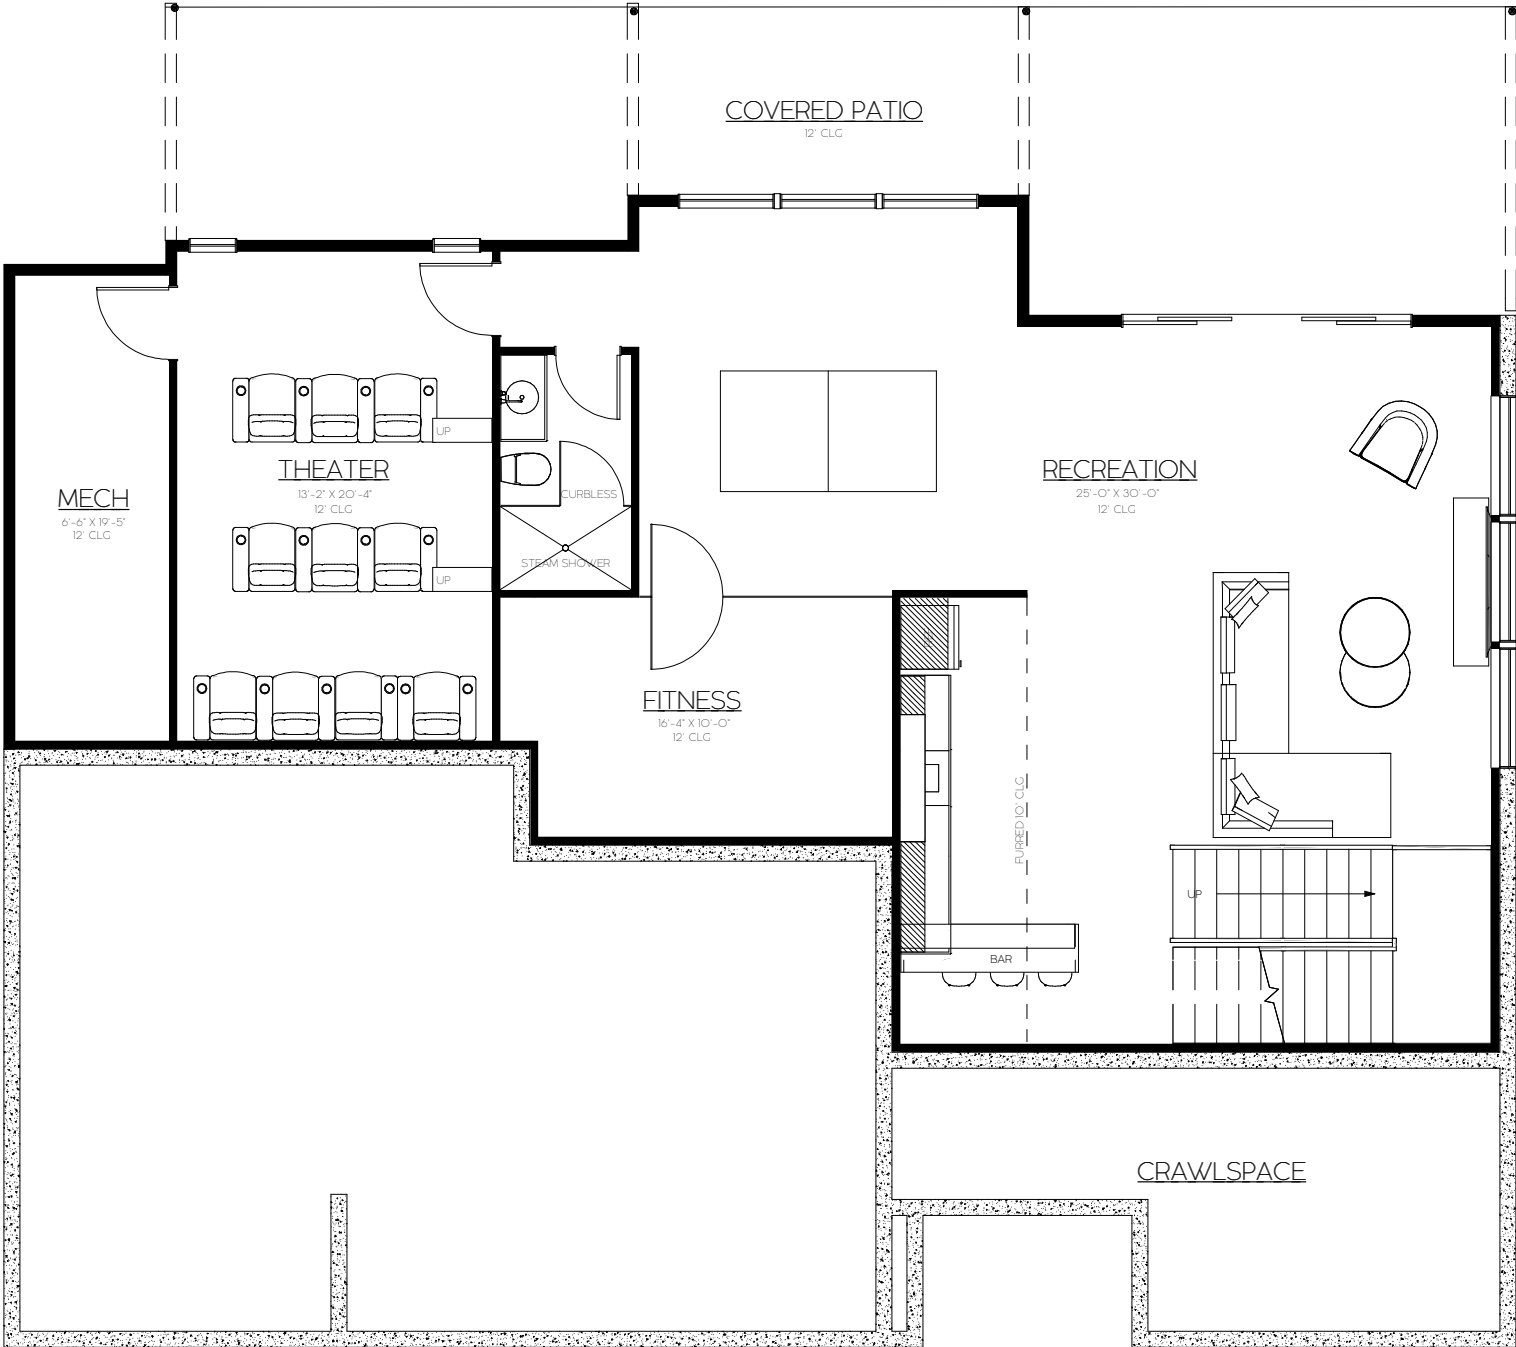 COVERED PATIO
12' CLG
UP
THEATER
13'-2" X 20'-4"
12' CLG
MECH
6'-6" X 19'-5"
12' CLG
CURBLESS
STEAM SHOWER
UP
RECREATION
25'-0" X 30'-0"
12' CLG
FITNESS
16'-4" X 10'-0"
12' CLG
FURRED 10' CLG
UP
BAR
CRAWLSPACE